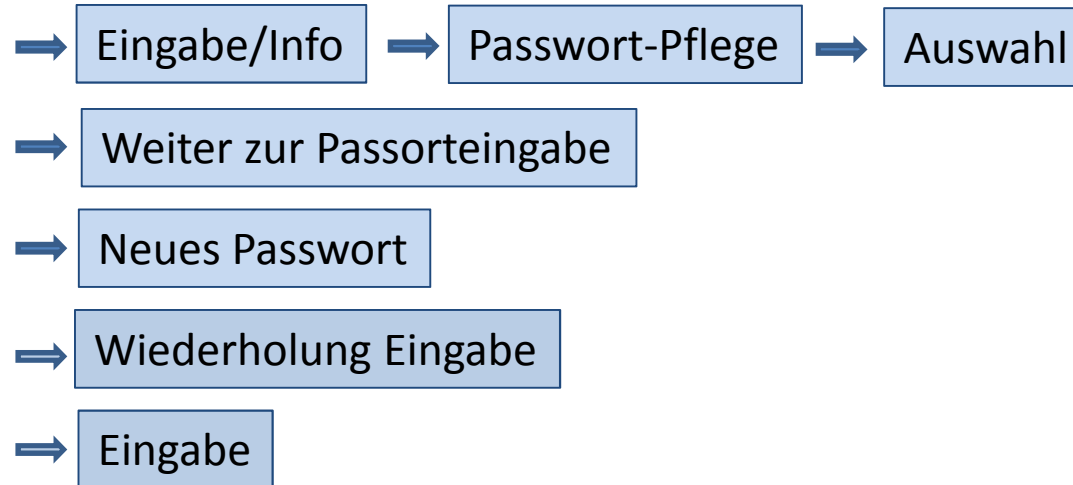 Eingabe/Info Passwort-Pflege Auswahl
Weiter zur Passorteingabe
Neues Passwort
Wiederholung Eingabe
Eingabe